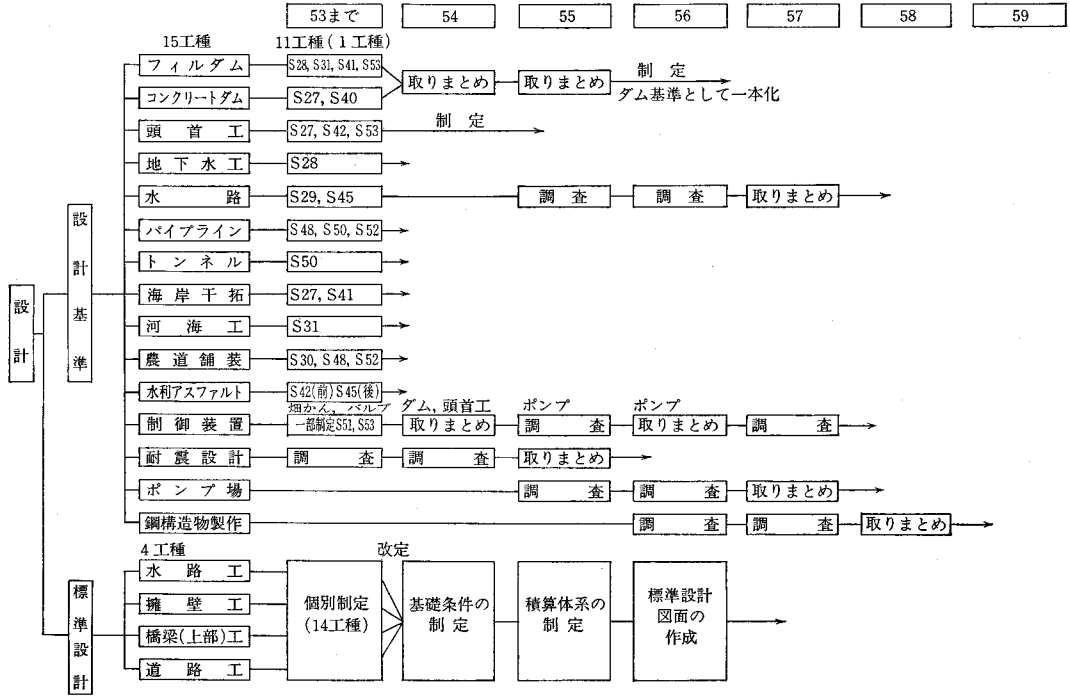 53まで 54 55 56 57 58 59
15工種 11工種(1工種)
フィルダム S28, S31, S41, S53 取りまとめ 取りまとめ 制定
コンクリートダム S27, S40 ダム基準として一本化
頭首工 S27, S42, S53 制定
地下水工 S28
水路 S29, S45 調査 調査 取りまとめ
パイプライン S48, S50, S52
トンネル S50
海岸干拓 S27, S41
河海工 S31
農道舗装 S30, S48, S52
水利アスファルト S42(前) S45(後)
畑かん, バルブ ダム, 頭首工 ポンプ ポンプ
制御装置 一部制定S51, S53 取りまとめ 調査 取りまとめ 調査
耐震設計 調査 調査 取りまとめ
ポンプ場 調査 調査 取りまとめ
鋼構造物製作 調査 調査 取りまとめ
設計
設計基準
標準設計
4工種 改定
水路工
擁壁工
橋梁(上部)工
道路工
個別制定
(14工種)
基礎条件の
制定
積算体系の
制定
標準設計
図面の
作成